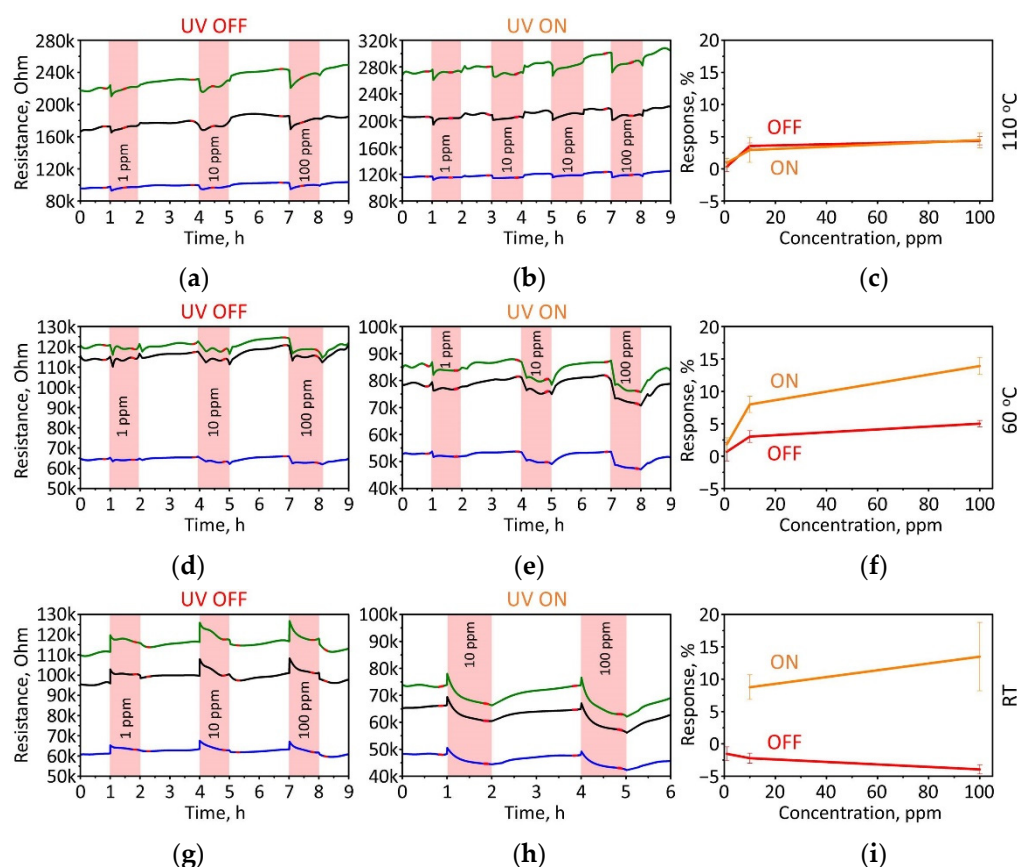 UV OFF
UV ON
Resistance, Ohm
280k
240k
200k
160k
120k
80k
1 ppm
10 ppm
100 ppm
0 1 2 3 4 5 6 7 8 9
Time, h
320k
280k
240k
200k
160k
120k
80k
1 ppm
10 ppm
10 ppm
100 ppm
0 1 2 3 4 5 6 7 8 9
Time, h
Response, %
20
15
10
5
0
−5
OFF
ON
0 20 40 60 80 100
Concentration, ppm
110 ºC
(a)
(b)
(c)
UV OFF
UV ON
Resistance, Ohm
130k
120k
110k
100k
90k
80k
70k
60k
50k
1 ppm
10 ppm
100 ppm
0 1 2 3 4 5 6 7 8 9
Time, h
100k
90k
80k
70k
60k
50k
40k
1 ppm
10 ppm
100 ppm
0 1 2 3 4 5 6 7 8 9
Time, h
Response, %
20
15
10
5
0
−5
ON
OFF
0 20 40 60 80 100
Concentration, ppm
60 ºC
(d)
(e)
(f)
UV OFF
UV ON
Resistance, Ohm
130k
120k
110k
100k
90k
80k
70k
60k
50k
1 ppm
10 ppm
100 ppm
0 1 2 3 4 5 6 7 8 9
Time, h
100k
90k
80k
70k
60k
50k
40k
10 ppm
100 ppm
0 1 2 3 4 5 6
Time, h
Response, %
20
15
10
5
0
−5
ON
OFF
0 20 40 60 80 100
Concentration, ppm
RT
(g)
(h)
(i)